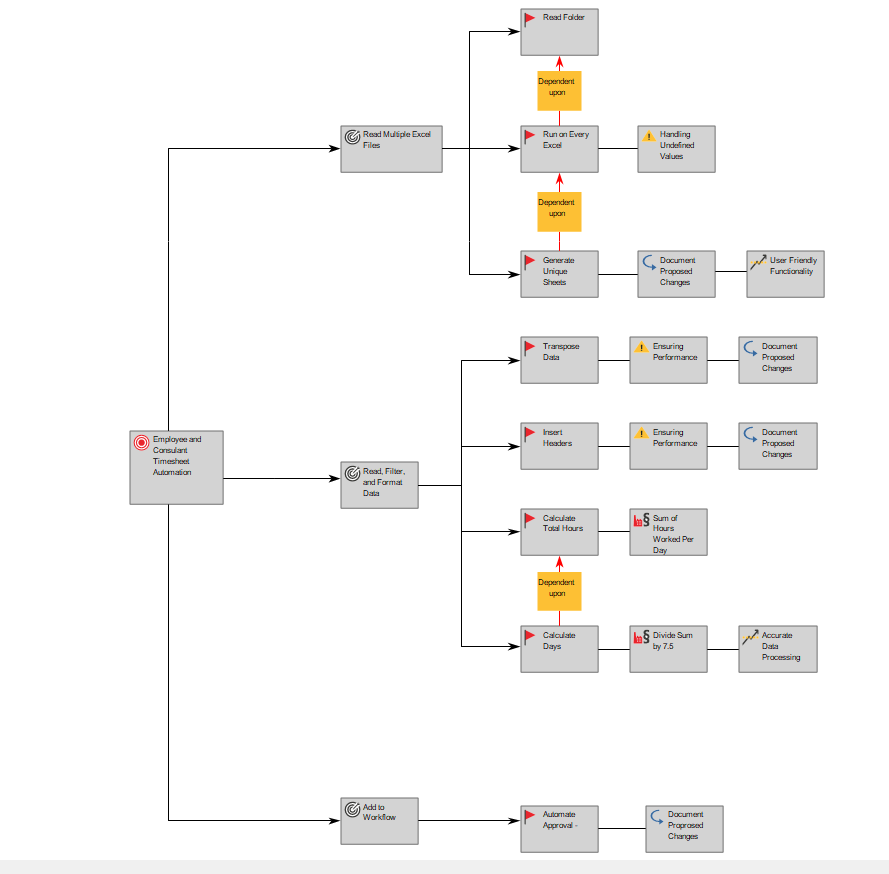 Read Folder
Dependent
upon
Read Multiple Excel
Files
Run on Every
Excel
Handling
Undefined
Values
Dependent
upon
Generate
Unique
Sheets
Document
Proposed
Changes
User Friendly
Functionality
Transpose
Data
Ensuring
Performance
Document
Proposed
Changes
Employee and
Consulant
Timesheet
Automation
Read, Filter,
and Format
Data
Insert
Headers
Ensuring
Performance
Document
Proposed
Changes
Calculate
Total Hours
Sum of
Hours
Worked Per
Day
Dependent
upon
Calculate
Days
Divide Sum
by 7.5
Accurate
Data
Processing
Add to
Workflow
Automate
Approval -
Document
Proprosed
Changes